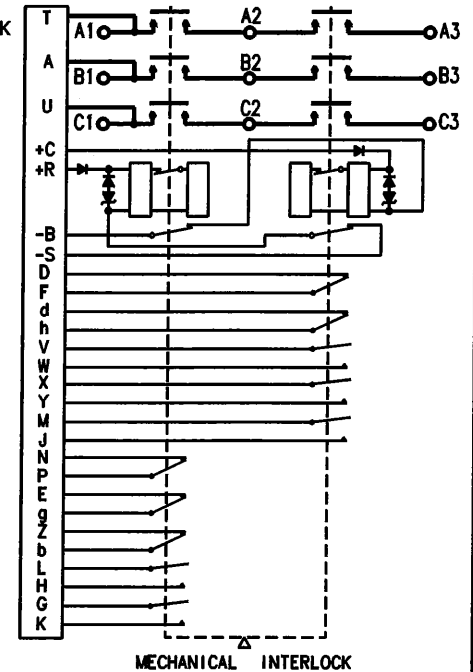 K
T
A1 A2 A3
A
B1 B2 B3
U
C1 C2 C3
+C
+R
-B
-S
D
F
d
h
V
W
X
Y
M
J
N
P
E
g
Z
b
L
H
G
K
MECHANICAL INTERLOCK